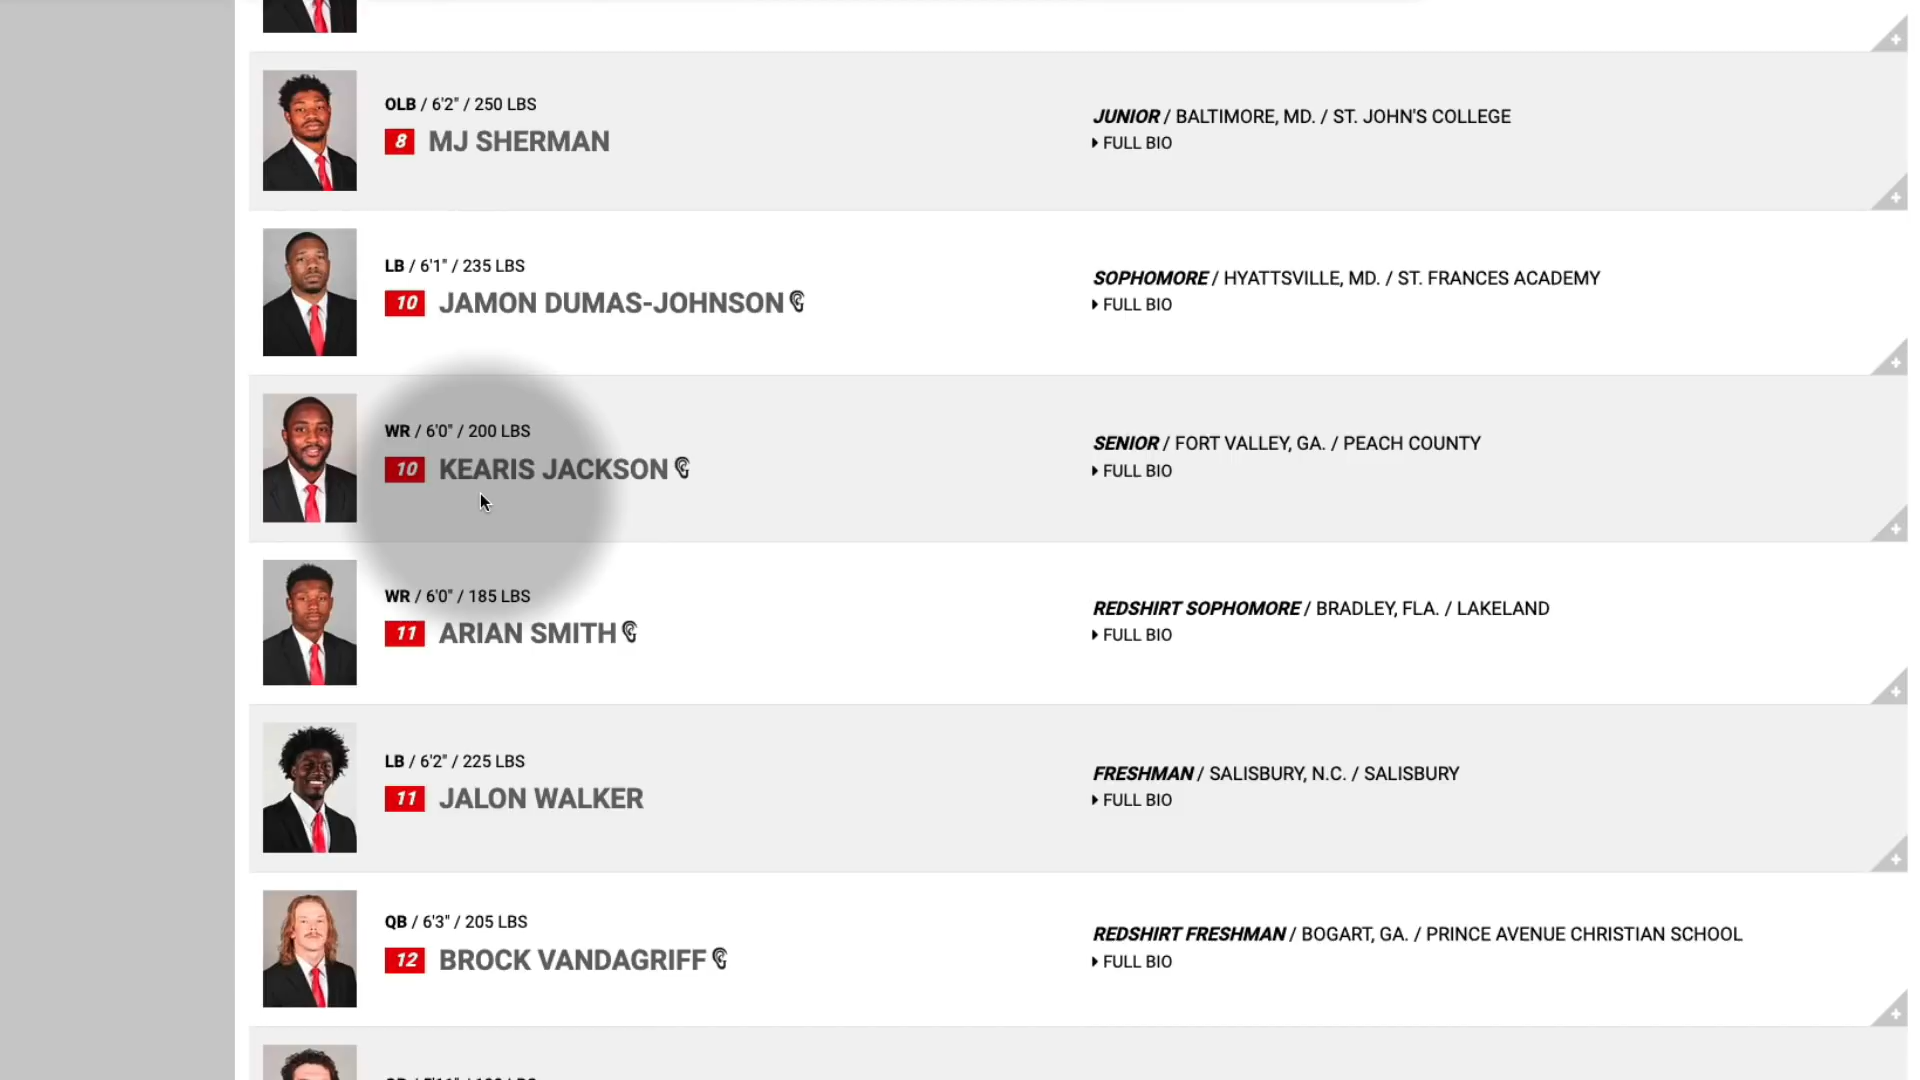 OLB / 6'2" / 250 LBS
8 MJ SHERMAN
JUNIOR / BALTIMORE, MD. / ST. JOHN'S COLLEGE
FULL BIO
LB / 6'1" / 235 LBS
10 JAMON DUMAS-JOHNSON
SOPHOMORE / HYATTSVILLE, MD. / ST. FRANCES ACADEMY
FULL BIO
WR / 6'0" / 200 LBS
10 KEARIS JACKSON
SENIOR / FORT VALLEY, GA. / PEACH COUNTY
FULL BIO
WR / 6'0" / 185 LBS
11 ARIAN SMITH
REDSHIRT SOPHOMORE / BRADLEY, FLA. / LAKELAND
FULL BIO
LB / 6'2" / 225 LBS
11 JALON WALKER
FRESHMAN / SALISBURY, N.C. / SALISBURY
FULL BIO
QB / 6'3" / 205 LBS
12 BROCK VANDAGRIFF
REDSHIRT FRESHMAN / BOGART, GA. / PRINCE AVENUE CHRISTIAN SCHOOL
FULL BIO